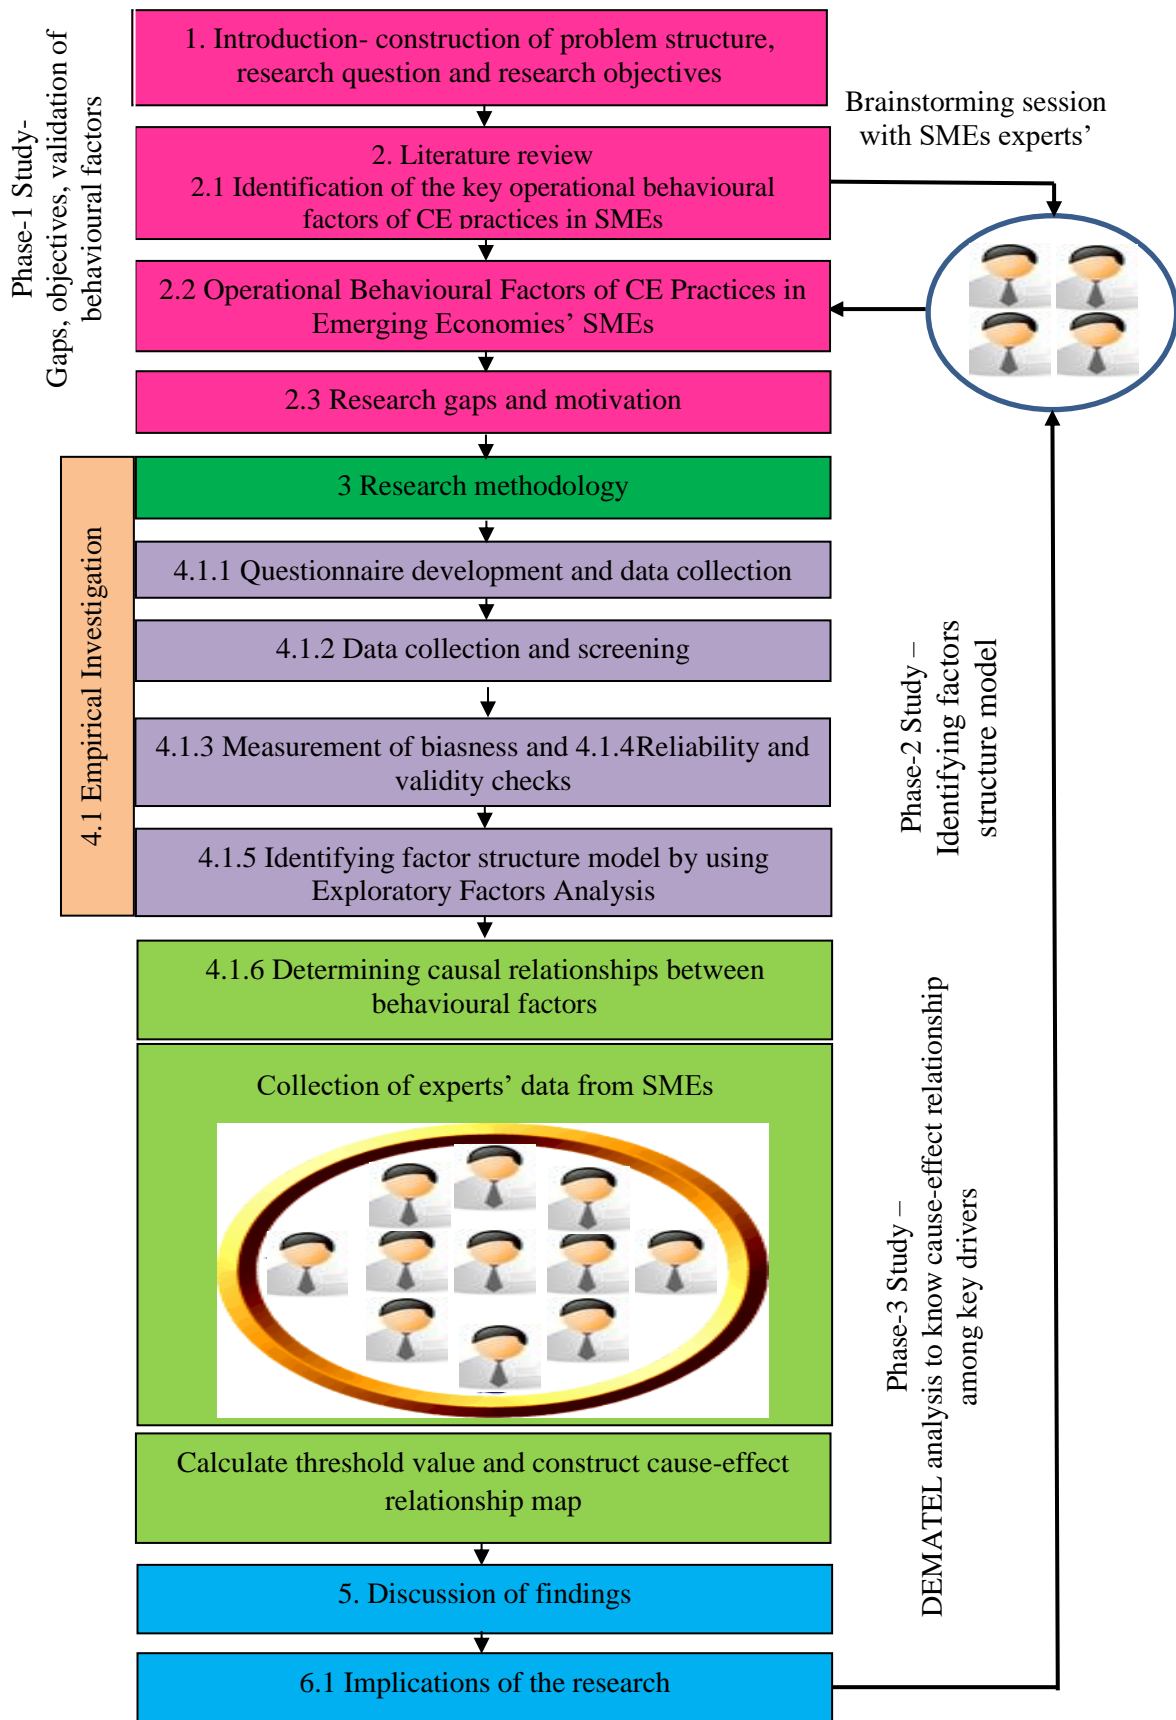 Phase-1 Study-
Gaps, objectives, validation of
behavioural factors
1. Introduction- construction of problem structure,
research question and research objectives
Brainstorming session
with SMEs experts’
2. Literature review
2.1 Identification of the key operational behavioural
factors of CE practices in SMEs
2.2 Operational Behavioural Factors of CE Practices in
Emerging Economies’ SMEs
2.3 Research gaps and motivation
4.1 Empirical Investigation
3 Research methodology
4.1.1 Questionnaire development and data collection
4.1.2 Data collection and screening
4.1.3 Measurement of biasness and 4.1.4Reliability and
validity checks
4.1.5 Identifying factor structure model by using
Exploratory Factors Analysis
Phase-2 Study –
Identifying factors
structure model
4.1.6 Determining causal relationships between
behavioural factors
Collection of experts’ data from SMEs
Calculate threshold value and construct cause-effect
relationship map
Phase-3 Study –
DEMATEL analysis to know cause-effect relationship
among key drivers
5. Discussion of findings
6.1 Implications of the research